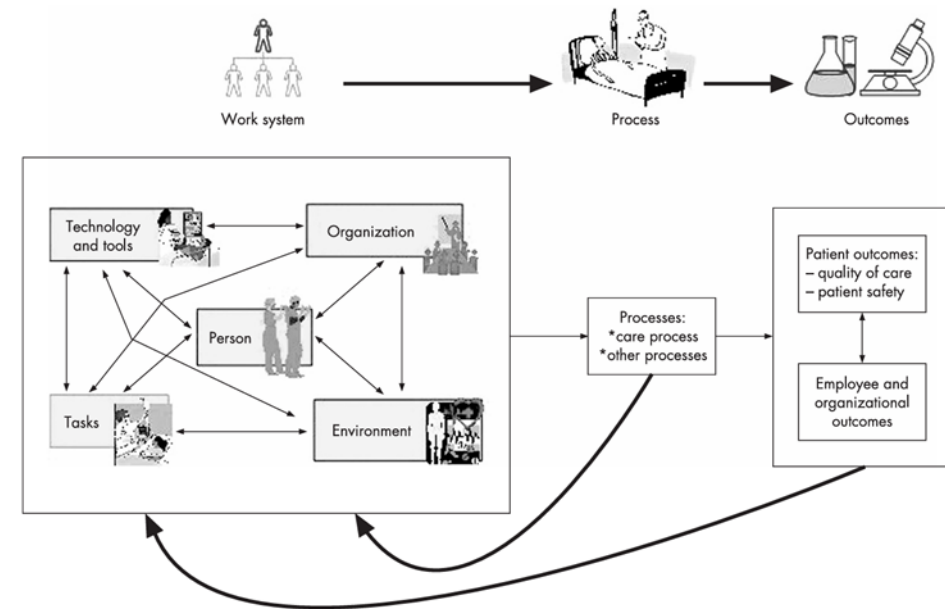 Work system
Process
Outcomes
Technology
and tools
Organization
Person
Tasks
Environment
Processes:
*care process
*other processes
Patient outcomes:
– quality of care
– patient safety
Employee and
organizational
outcomes